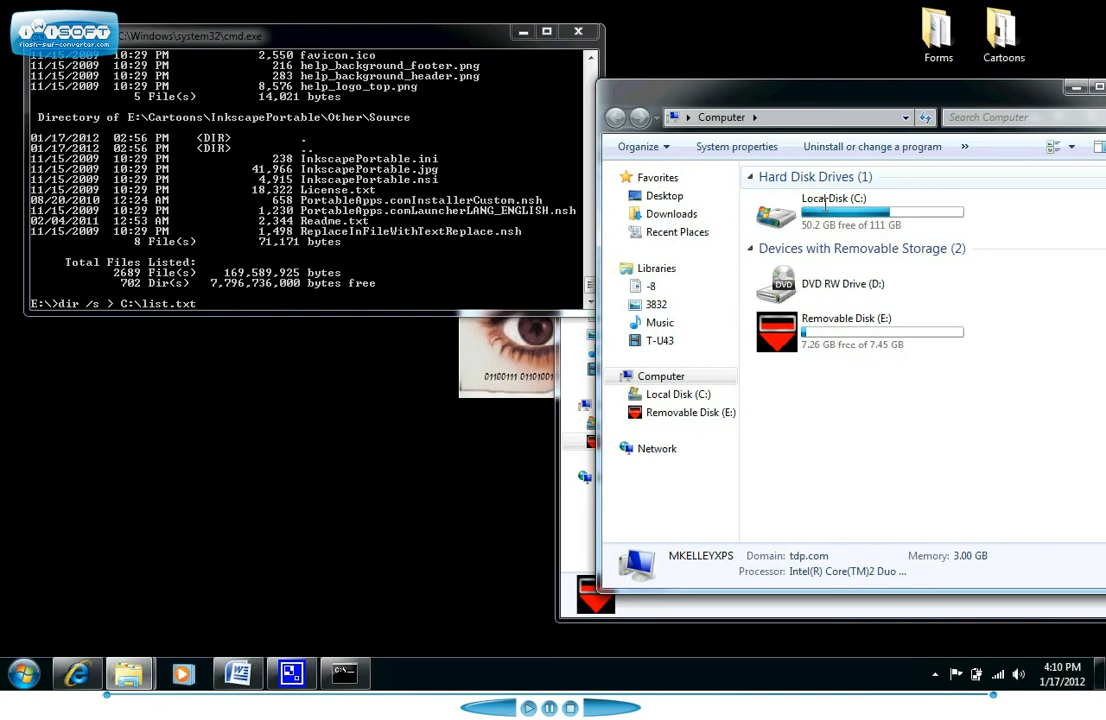 iWiSOFT
flash-swf-converter.com
C:\Windows\system32\cmd.exe
11/15/2009 10:29 PM 2,550 favicon.ico
11/15/2009 10:29 PM 216 help_background_footer.png
11/15/2009 10:29 PM 283 help_background_header.png
11/15/2009 10:29 PM 8,576 help_logo_top.png
5 File(s) 14,021 bytes
Directory of E:\Cartoons\InkscapePortable\Other\Source
01/17/2012 02:56 PM <DIR> .
01/17/2012 02:56 PM <DIR> ..
11/15/2009 10:29 PM 238 InkscapePortable.ini
11/15/2009 10:29 PM 41,966 InkscapePortable.jpg
11/15/2009 10:29 PM 4,915 InkscapePortable.nsi
11/15/2009 10:29 PM 18,322 License.txt
08/20/2010 12:24 AM 658 PortableApps.comInstallerCustom.nsh
11/15/2009 10:29 PM 1,230 PortableApps.comLauncherLANG_ENGLISH.nsh
02/04/2011 12:53 AM 2,344 Readme.txt
11/15/2009 10:29 PM 1,498 ReplaceInFileWithTextReplace.nsh
8 File(s) 71,171 bytes
Total Files Listed:
2689 File(s) 169,589,925 bytes
702 Dir(s) 7,796,736,000 bytes free
E:\>dir /s > C:\list.txt
01100111 01101001
Forms
Cartoons
Computer
Search Computer
Organize
System properties
Uninstall or change a program
»
Favorites
Desktop
Downloads
Recent Places
Libraries
-8
3832
Music
T-U43
Computer
Local Disk (C:)
Removable Disk (E:)
Network
Hard Disk Drives (1)
Local Disk (C:)
50.2 GB free of 111 GB
Devices with Removable Storage (2)
DVD
DVD RW Drive (D:)
Removable Disk (E:)
7.26 GB free of 7.45 GB
MKELLEYXPS
Domain: tdp.com
Memory: 3.00 GB
Processor: Intel(R) Core(TM)2 Duo ...
4:10 PM
1/17/2012